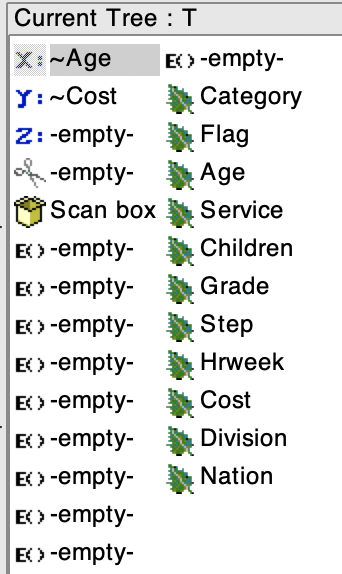 Current Tree : T
X: ~Age
Y: ~Cost
Z: -empty-
-empty-
Scan box
E() -empty-
E() -empty-
E() -empty-
E() -empty-
E() -empty-
E() -empty-
E() -empty-
E() -empty-
E() -empty-
E() -empty-
Category
Flag
Age
Service
Children
Grade
Step
Hrweek
Cost
Division
Nation